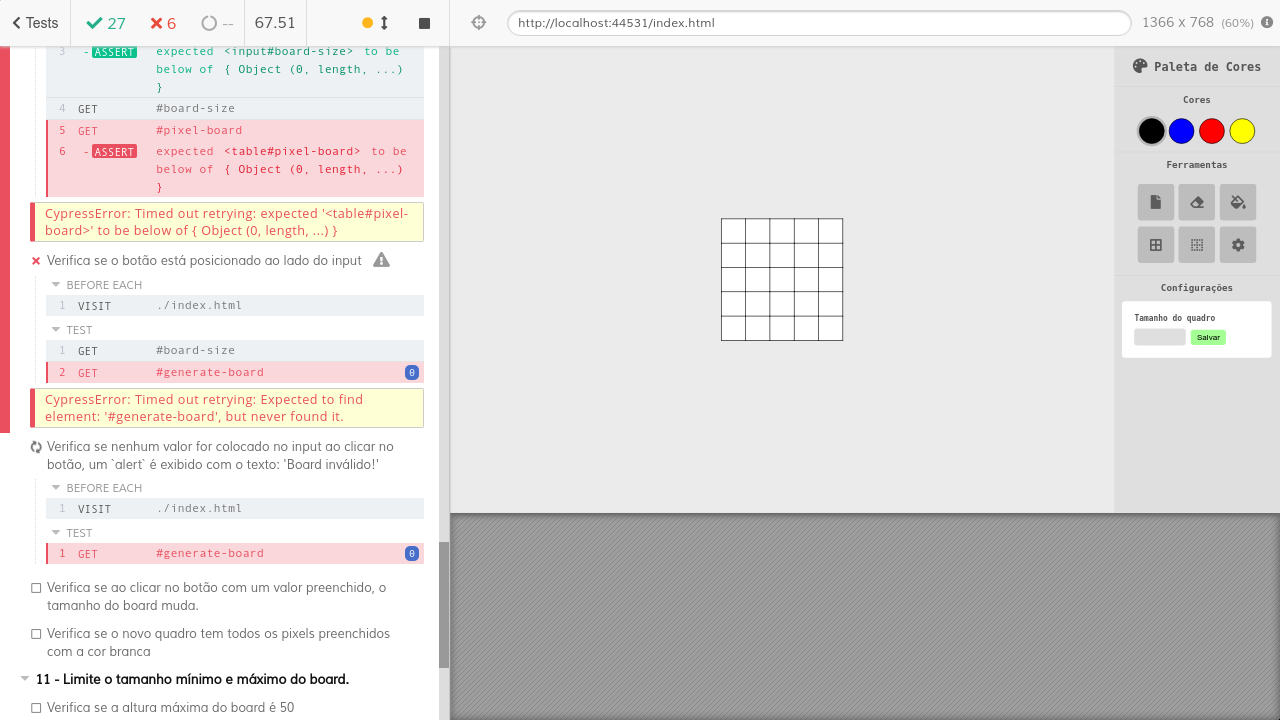 Tests 27 6 -- 67.51
http://localhost:44531/index.html 1366 x 768 (60%)
3 -ASSERT expected <input#board-size> to be
below of { Object (0, length, ...)
}
4 GET #board-size
5 GET #pixel-board
6 -ASSERT expected <table#pixel-board> to be
below of { Object (0, length, ...)
}
CypressError: Timed out retrying: expected '<table#pixel-
board>' to be below of { Object (0, length, ...) }
Verifica se o botão está posicionado ao lado do input
BEFORE EACH
1 VISIT ./index.html
TEST
1 GET #board-size
2 GET #generate-board 0
CypressError: Timed out retrying: Expected to find
element: '#generate-board', but never found it.
Verifica se nenhum valor for colocado no input ao clicar no
botão, um `alert` é exibido com o texto: 'Board inválido!'
BEFORE EACH
1 VISIT ./index.html
TEST
1 GET #generate-board 0
Verifica se ao clicar no botão com um valor preenchido, o
tamanho do board muda.
Verifica se o novo quadro tem todos os pixels preenchidos
com a cor branca
11 - Limite o tamanho mínimo e máximo do board.
Verifica se a altura máxima do board é 50
Paleta de Cores
Cores
Ferramentas
Configurações
Tamanho do quadro
Salvar